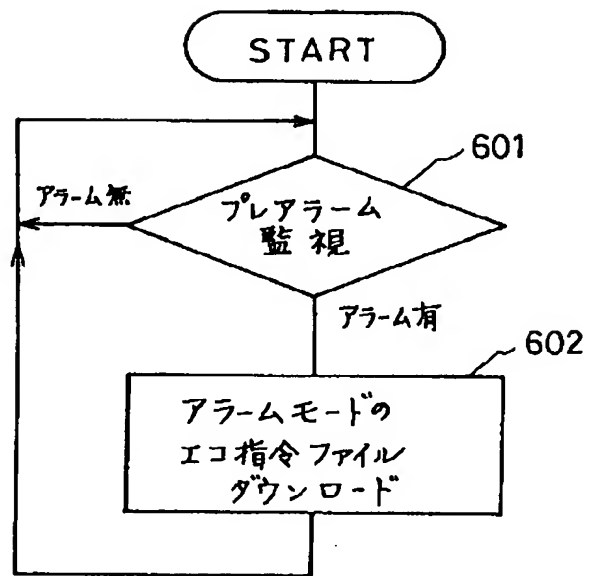 START
601
アラーム無
プレアラーム
監視
アラーム有
602
アラームモードの
エコ指令ファイル
ダウンロード